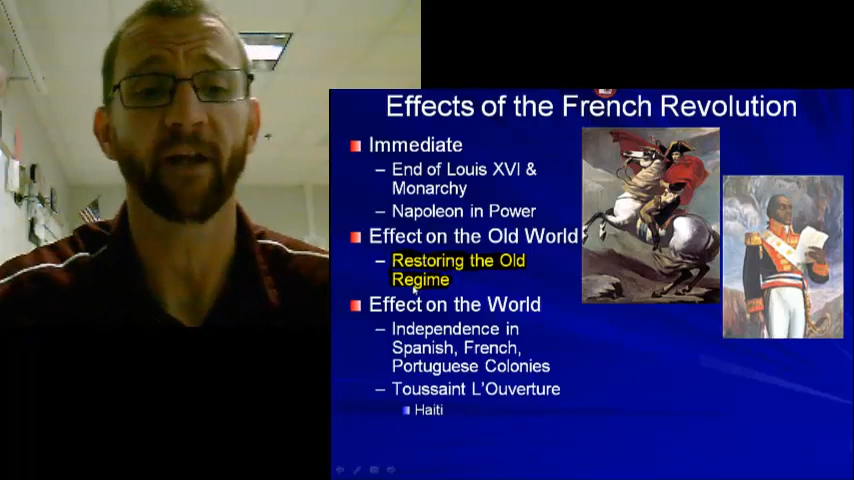 Effects of the French Revolution
Immediate
– End of Louis XVI &
Monarchy
– Napoleon in Power
Effect on the Old World
– Restoring the Old
Regime
Effect on the World
– Independence in
Spanish, French,
Portuguese Colonies
– Toussaint L'Ouverture
Haiti